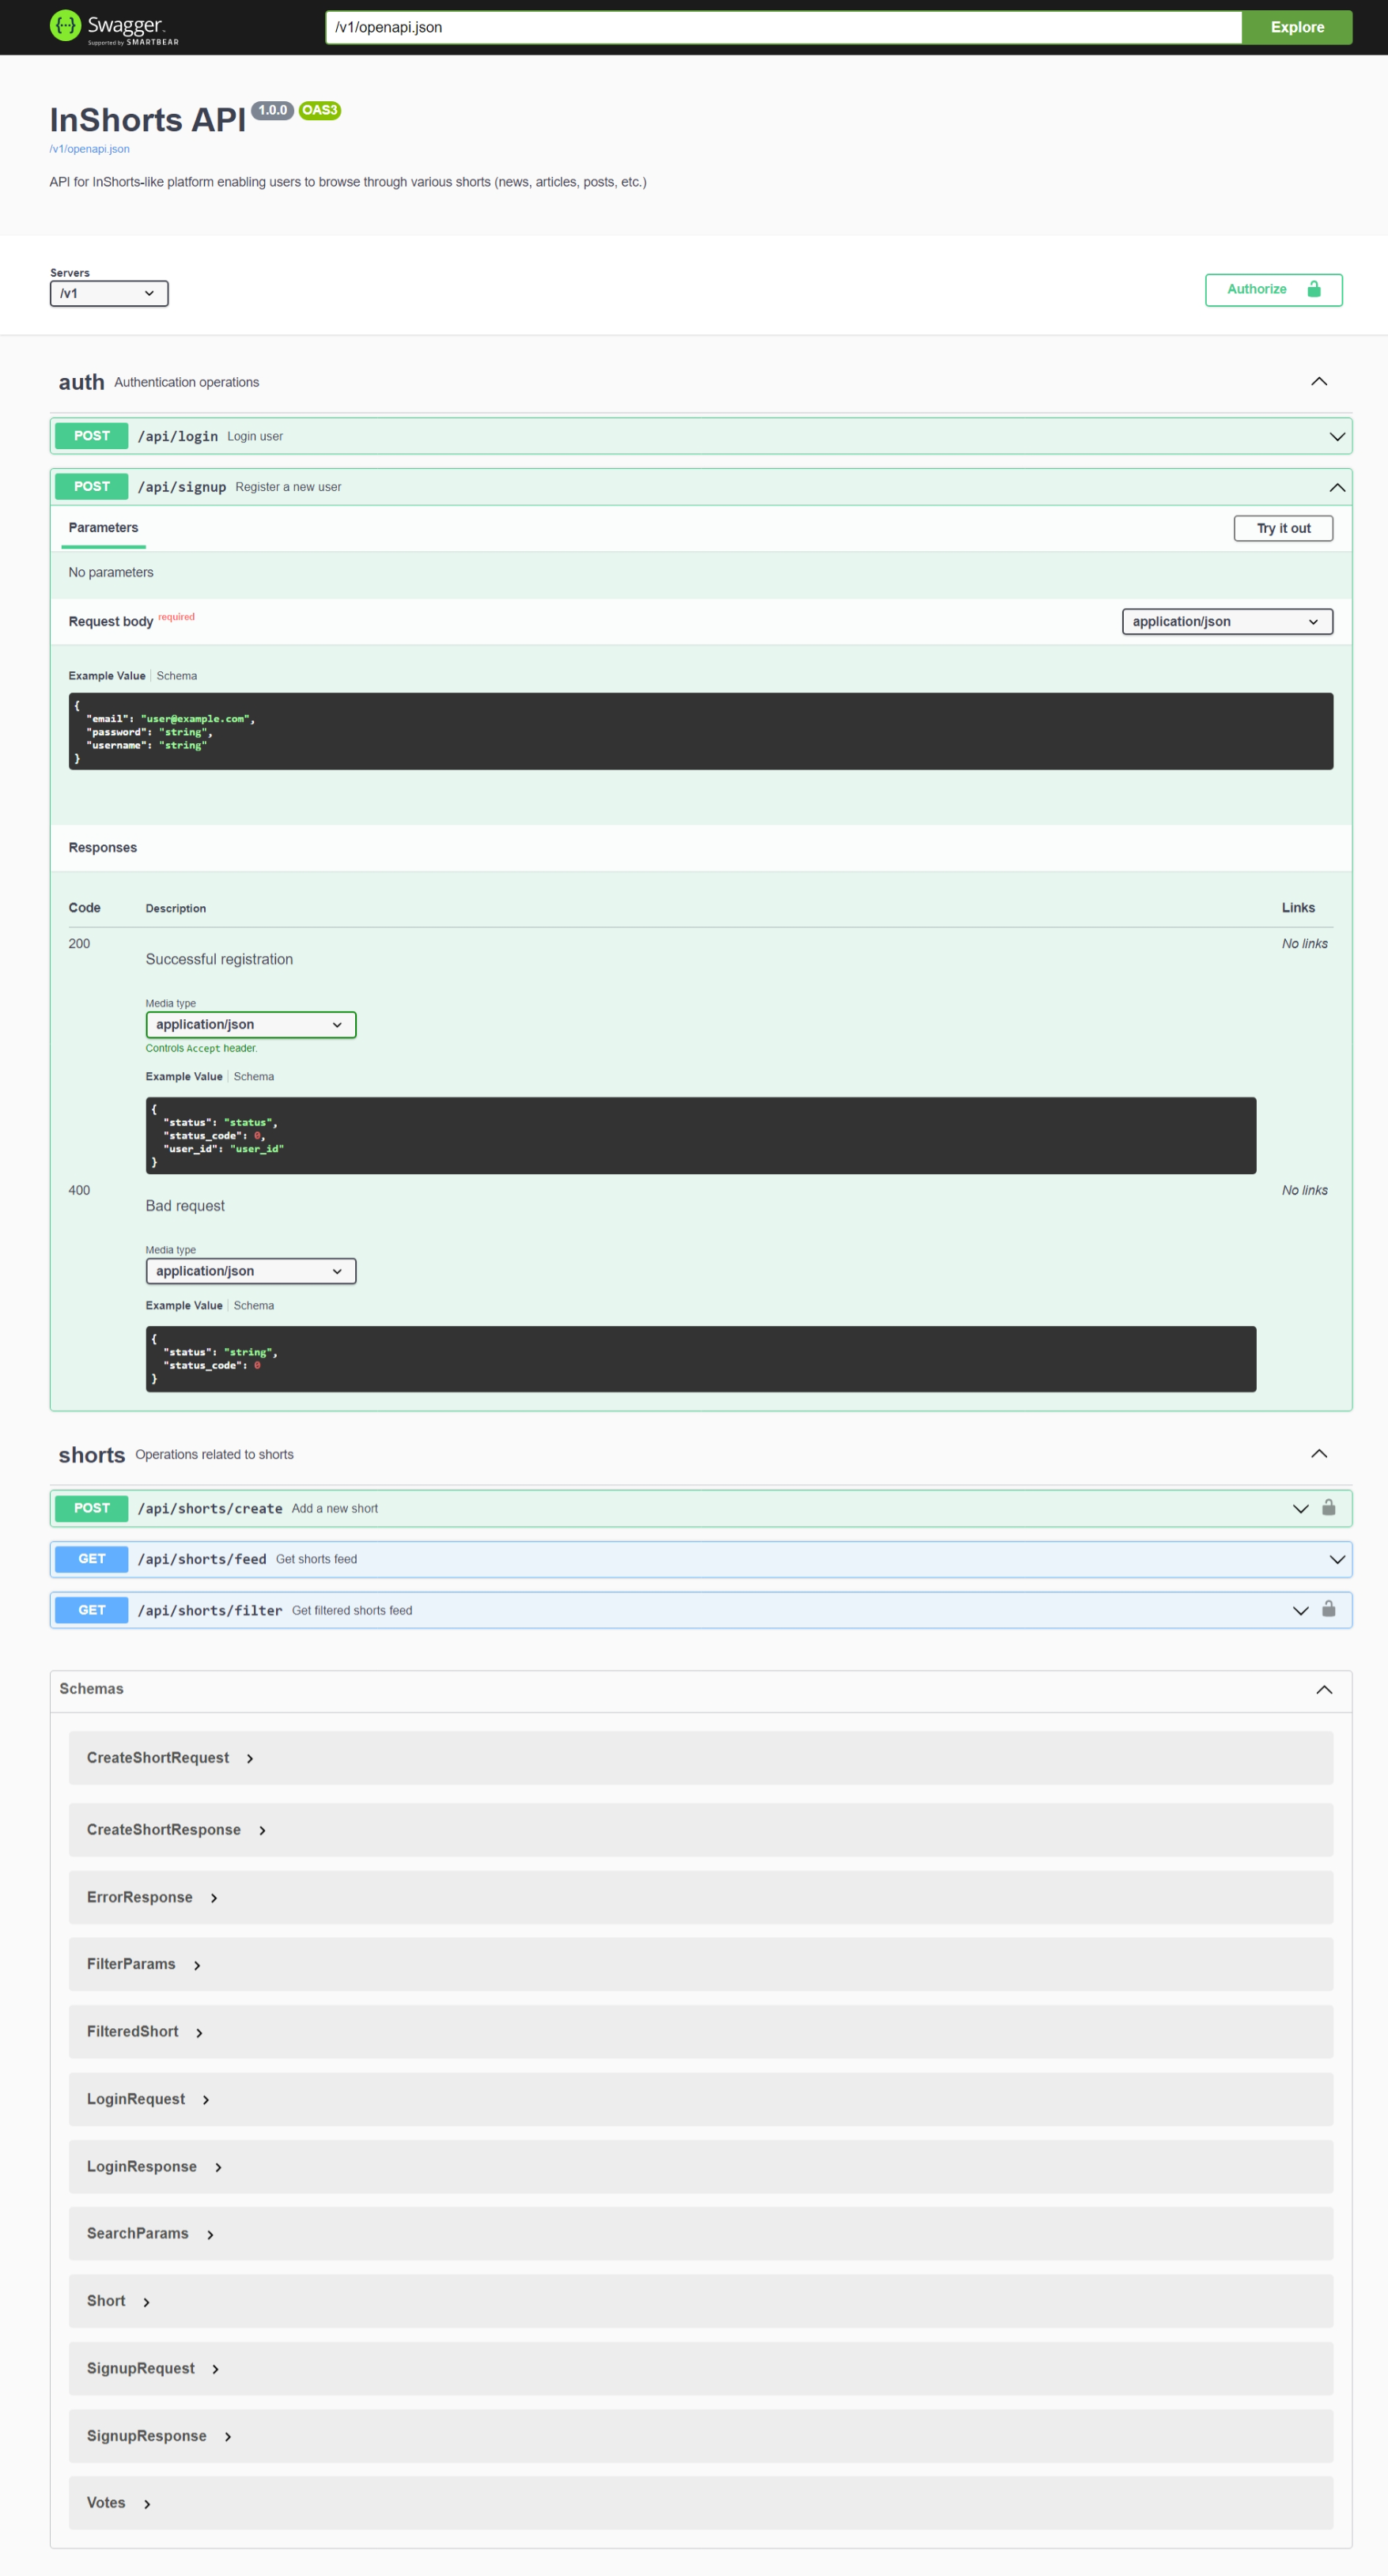 Swagger
Supported by SMARTBEAR
/v1/openapi.json
Explore
InShorts API 1.0.0 OAS3
/v1/openapi.json
API for InShorts-like platform enabling users to browse through various shorts (news, articles, posts, etc.)
Servers
/v1
Authorize
auth Authentication operations
POST /api/login Login user
POST /api/signup Register a new user
Parameters
Try it out
No parameters
Request body required
application/json
Example Value Schema
{
"email": "user@example.com",
"password": "string",
"username": "string"
}
Responses
Code Description Links
200 No links
Successful registration
Media type
application/json
Controls Accept header.
Example Value Schema
{
"status": "status",
"status_code": 0,
"user_id": "user_id"
}
400 No links
Bad request
Media type
application/json
Example Value Schema
{
"status": "string",
"status_code": 0
}
shorts Operations related to shorts
POST /api/shorts/create Add a new short
GET /api/shorts/feed Get shorts feed
GET /api/shorts/filter Get filtered shorts feed
Schemas
CreateShortRequest
CreateShortResponse
ErrorResponse
FilterParams
FilteredShort
LoginRequest
LoginResponse
SearchParams
Short
SignupRequest
SignupResponse
Votes